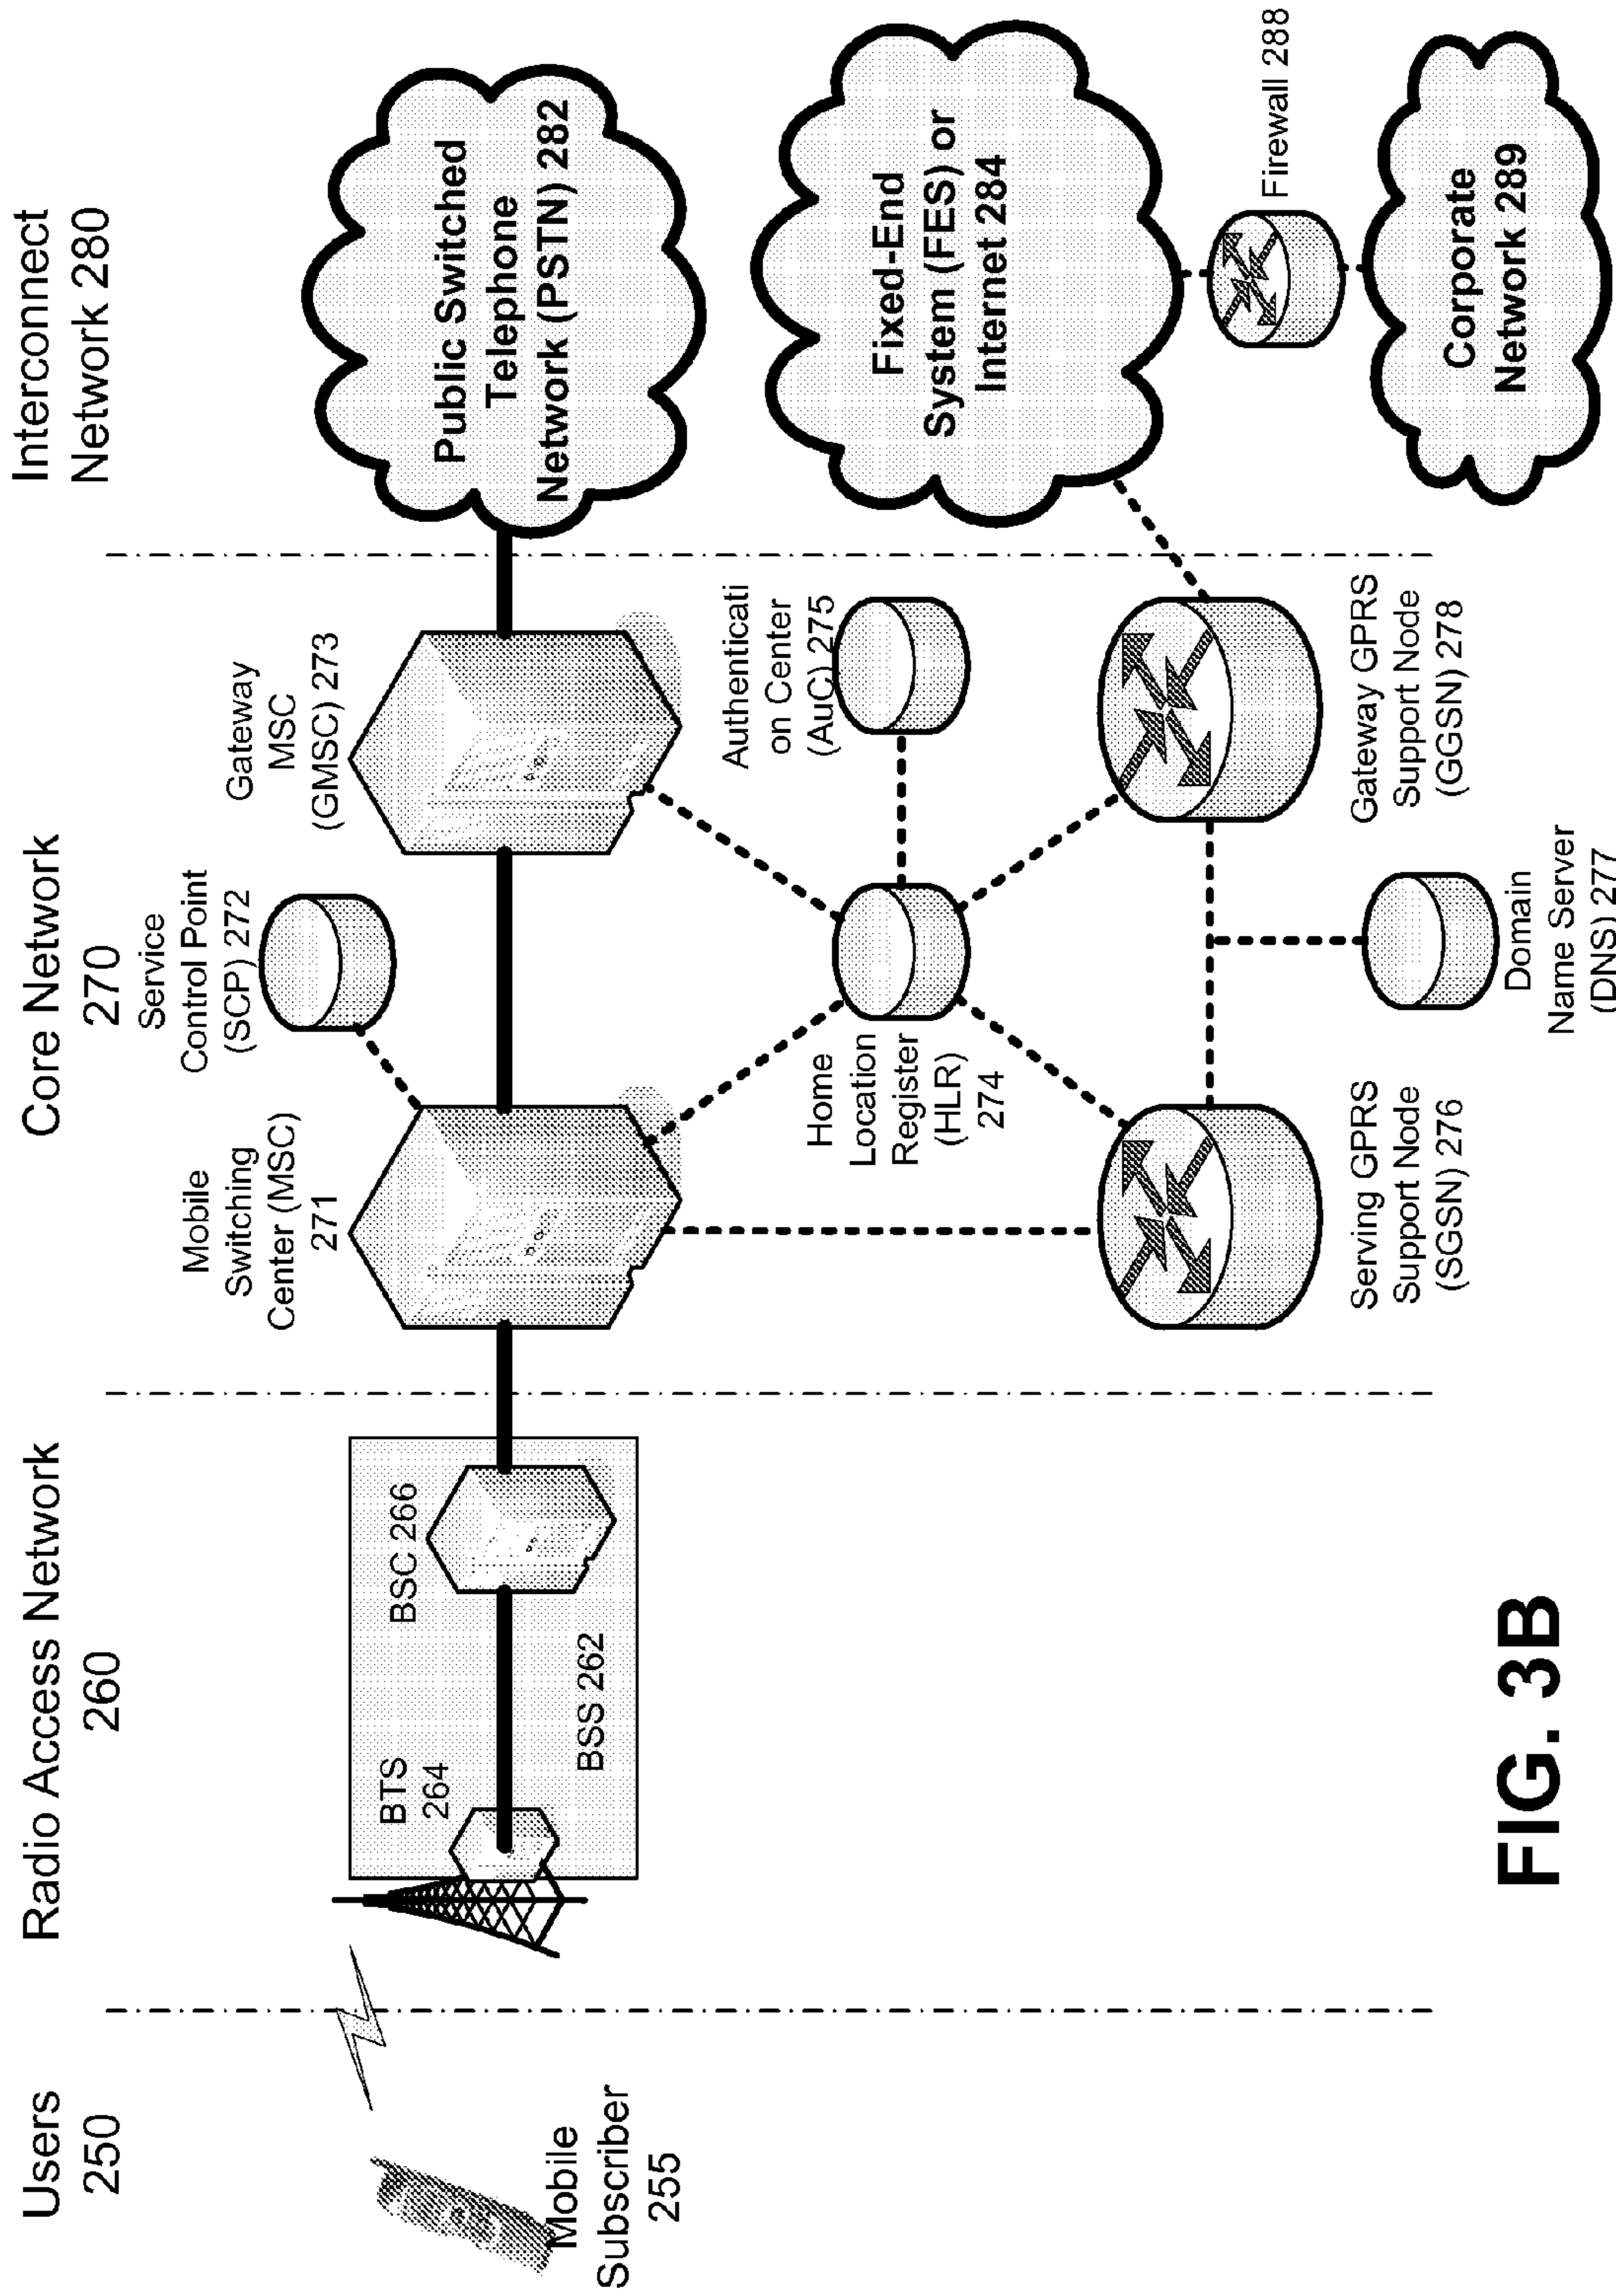 Users
250
Radio Access Network
260
Core Network
270
Interconnect
Network 280
Mobile
Subscriber
255
BTS
264
BSC 266
BSS 262
Mobile
Switching
Center (MSC)
271
Service
Control Point
(SCP) 272
Gateway
MSC
(GMSC) 273
Public Switched
Telephone
Network (PSTN) 282
Home
Location
Register
(HLR)
274
Authenticati
on Center
(AuC) 275
Fixed-End
System (FES) or
Internet 284
Serving GPRS
Support Node
(SGSN) 276
Domain
Name Server
(DNS) 277
Gateway GPRS
Support Node
(GGSN) 278
Firewall 288
Corporate
Network 289
FIG. 3B